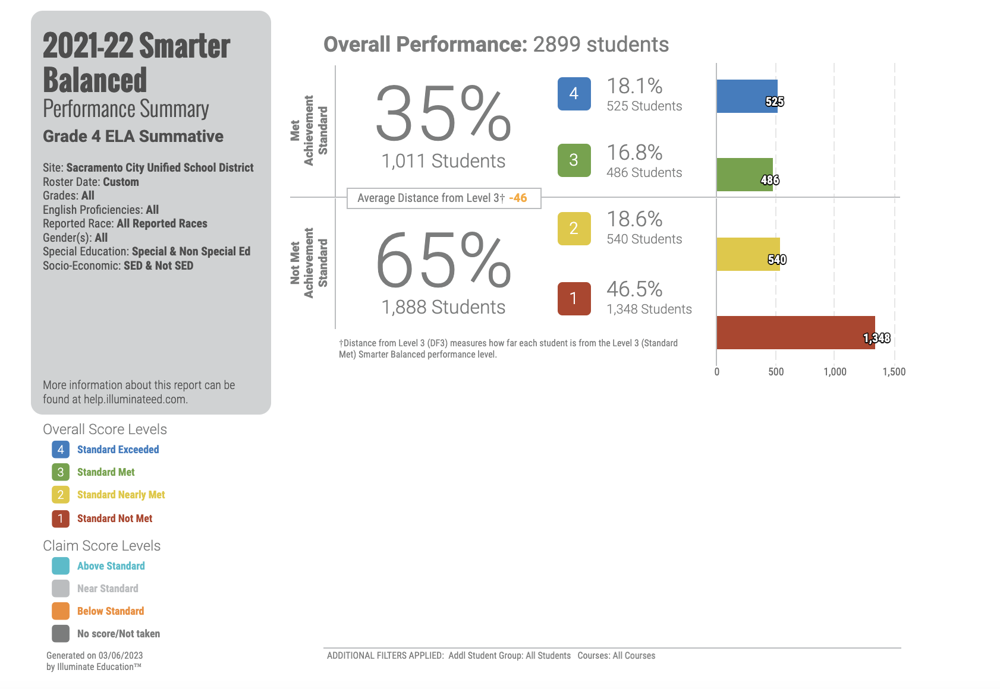 2021-22 Smarter
Balanced
Performance Summary
Grade 4 ELA Summative
Site: Sacramento City Unified School District
Roster Date: Custom
Grades: All
English Proficiencies: All
Reported Race: All Reported Races
Gender(s): All
Special Education: Special & Non Special Ed
Socio-Economic: SED & Not SED
More information about this report can be
found at help.illuminateed.com.
Overall Score Levels
4 Standard Exceeded
3 Standard Met
2 Standard Nearly Met
1 Standard Not Met
Claim Score Levels
Above Standard
Near Standard
Below Standard
No score/Not taken
Generated on 03/06/2023
by Illuminate Education™
Overall Performance: 2899 students
Met
Achievement
Standard
35%
1,011 Students
4
18.1%
525 Students
525
3
16.8%
486 Students
486
Average Distance from Level 3† -46
Not Met
Achievement
Standard
65%
1,888 Students
2
18.6%
540 Students
540
1
46.5%
1,348 Students
1,348
†Distance from Level 3 (DF3) measures how far each student is from the Level 3 (Standard
Met) Smarter Balanced performance level.
0 500 1,000 1,500
ADDITIONAL FILTERS APPLIED: Addl Student Group: All Students Courses: All Courses